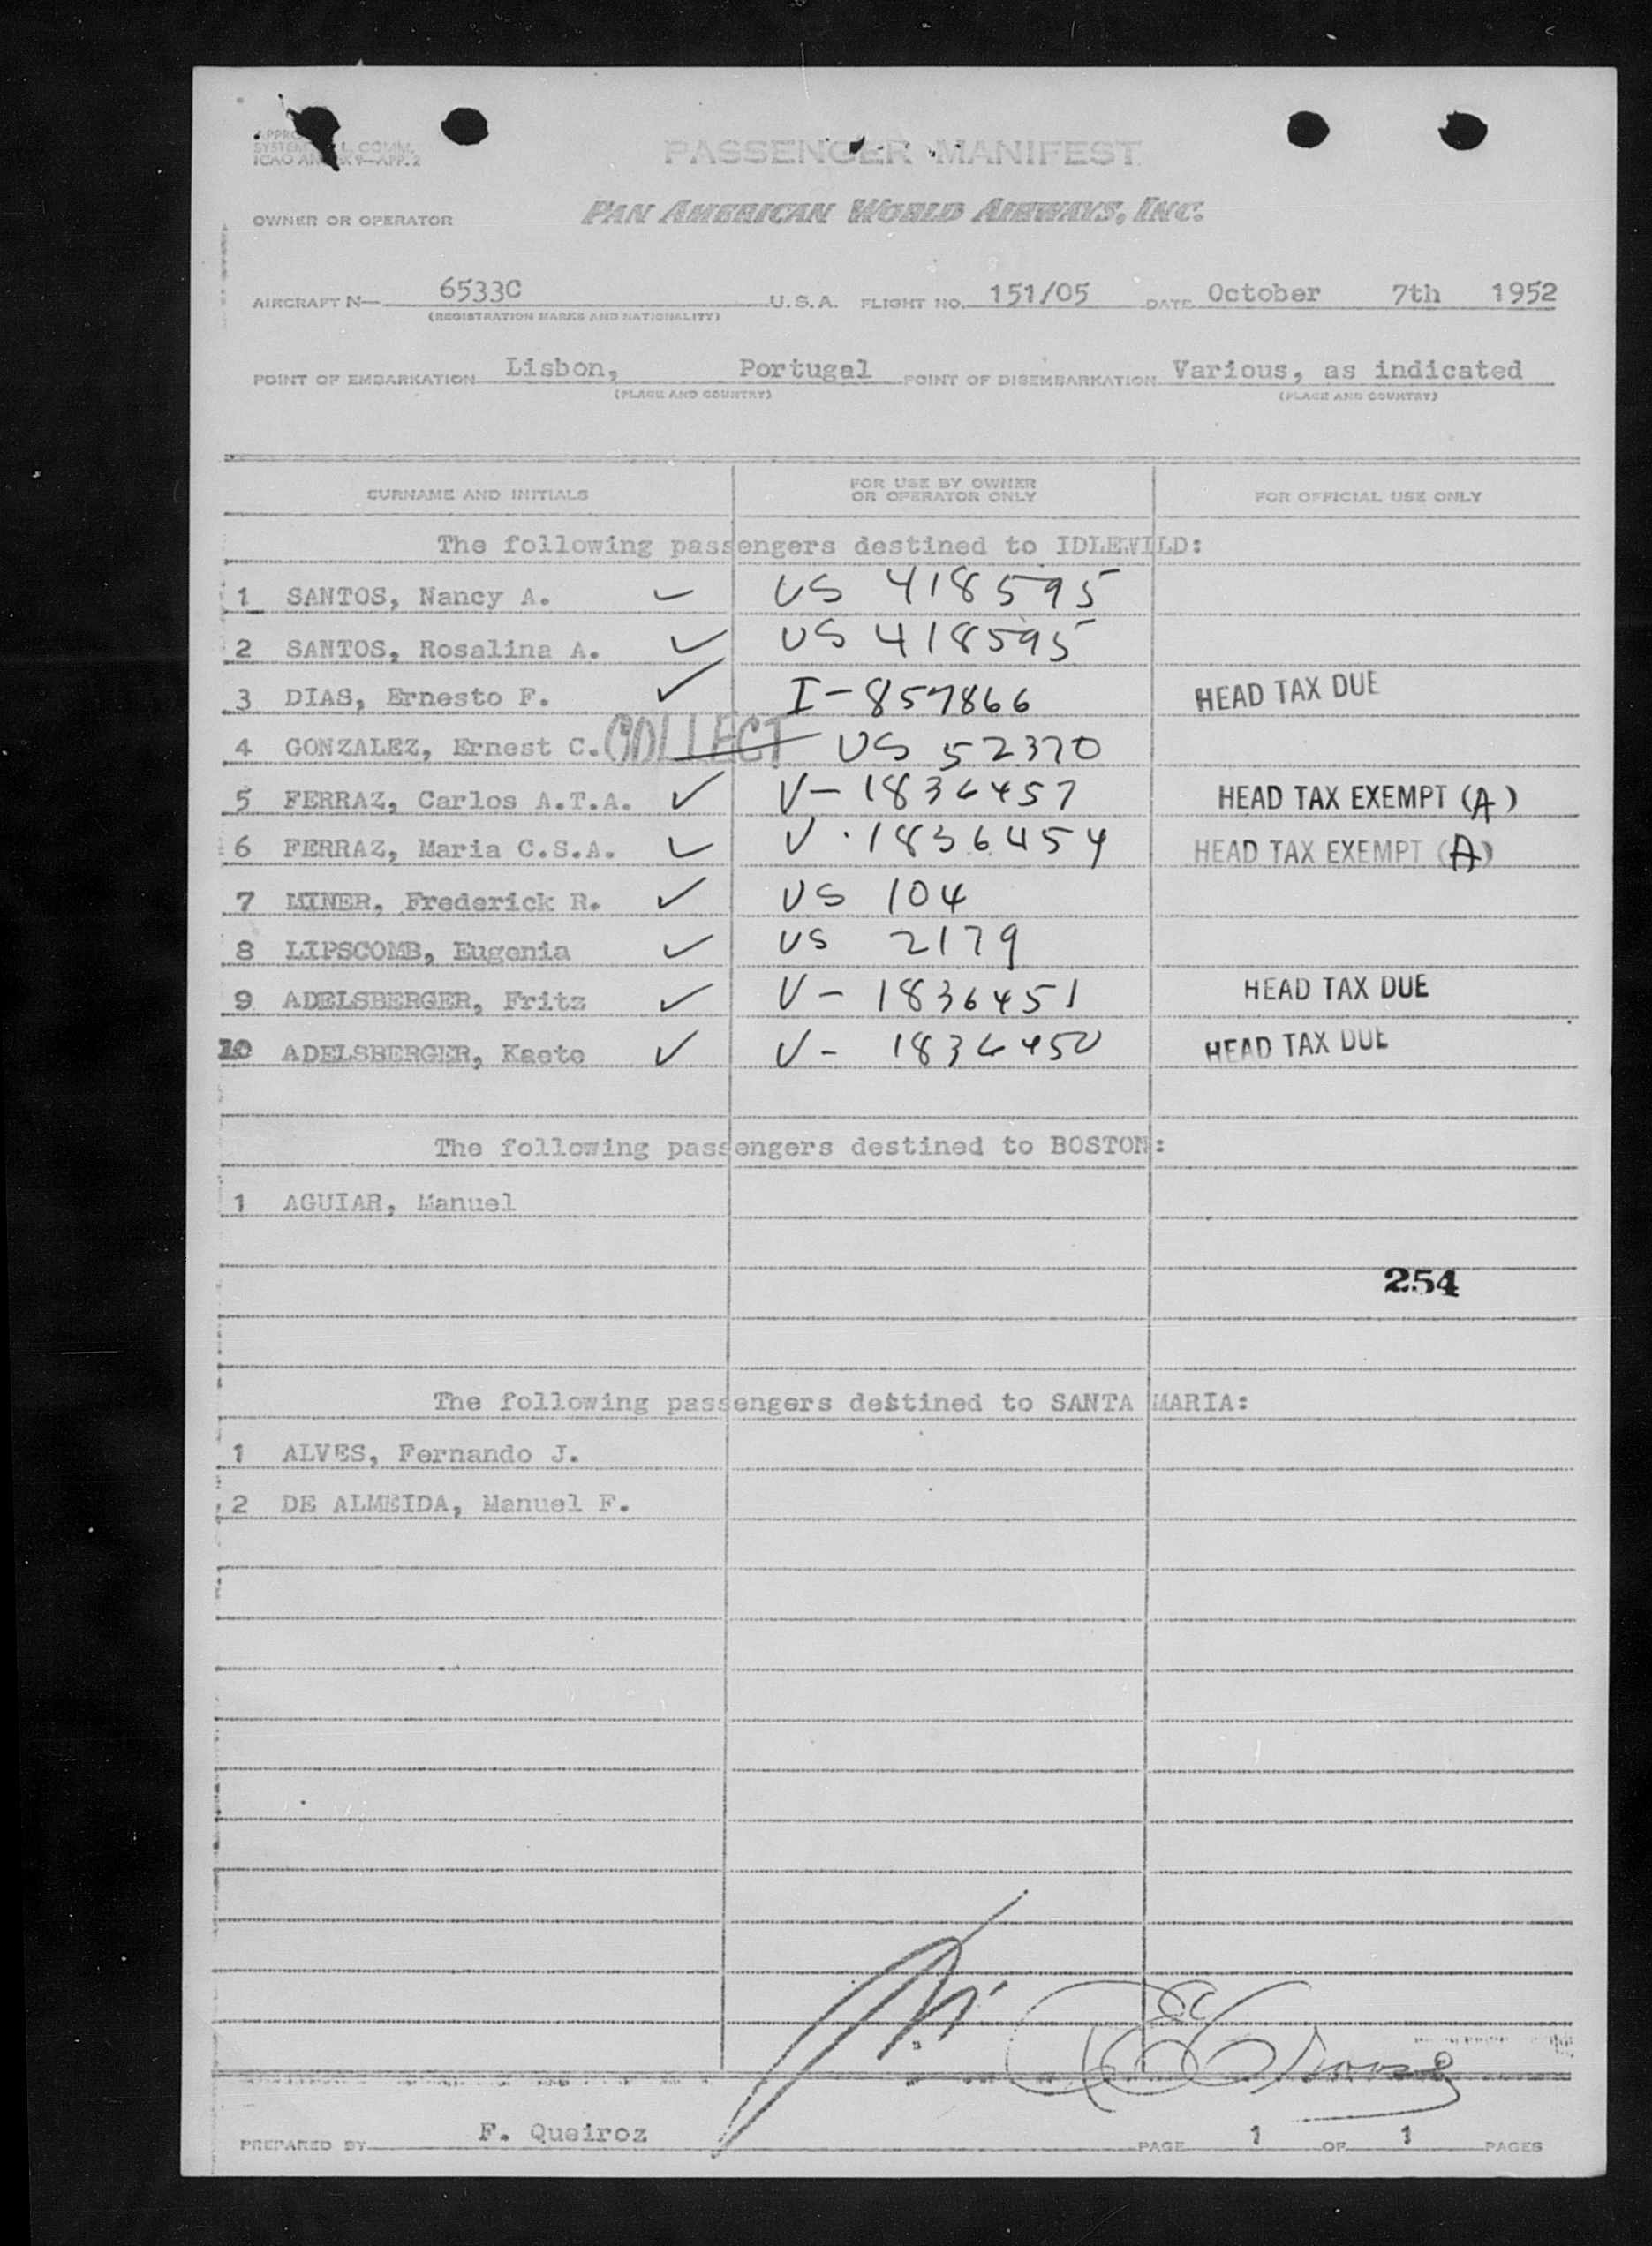 PASSENGER MANIFEST
ICAO ANNEX 9—APP. 2
OWNER OR OPERATOR PAN AMERICAN WORLD AIRWAYS, INC.
AIRCRAFT N— 6533C U.S.A. FLIGHT NO. 151/05 DATE October 7th 1952
(REGISTRATION MARKS AND NATIONALITY)
POINT OF EMBARKATION Lisbon, Portugal POINT OF DISEMBARKATION Various, as indicated
(PLACE AND COUNTRY) (PLACE AND COUNTRY)
SURNAME AND INITIALS FOR USE BY OWNER OR OPERATOR ONLY FOR OFFICIAL USE ONLY
The following passengers destined to IDLEWILD:
1 SANTOS, Nancy A. ✓ US 418595
2 SANTOS, Rosalina A. ✓ US 418595
3 DIAS, Ernesto F. ✓ I-857866 HEAD TAX DUE
4 GONZALEZ, Ernest C. COLLECT US 52370
5 FERRAZ, Carlos A.T.A. ✓ V-1836457 HEAD TAX EXEMPT (A)
6 FERRAZ, Maria C.S.A. ✓ V-1836454 HEAD TAX EXEMPT (A)
7 MINER, Frederick R. ✓ US 104
8 LIPSCOMB, Eugenia ✓ US 2179
9 ADELSBERGER, Fritz ✓ V-1836451 HEAD TAX DUE
10 ADELSBERGER, Kaete ✓ V-1836450 HEAD TAX DUE
The following passengers destined to BOSTON:
1 AGUIAR, Manuel
254
The following passengers destined to SANTA MARIA:
1 ALVES, Fernando J.
2 DE ALMEIDA, Manuel F.
PREPARED BY F. Queiroz PAGE 1 OF 1 PAGES